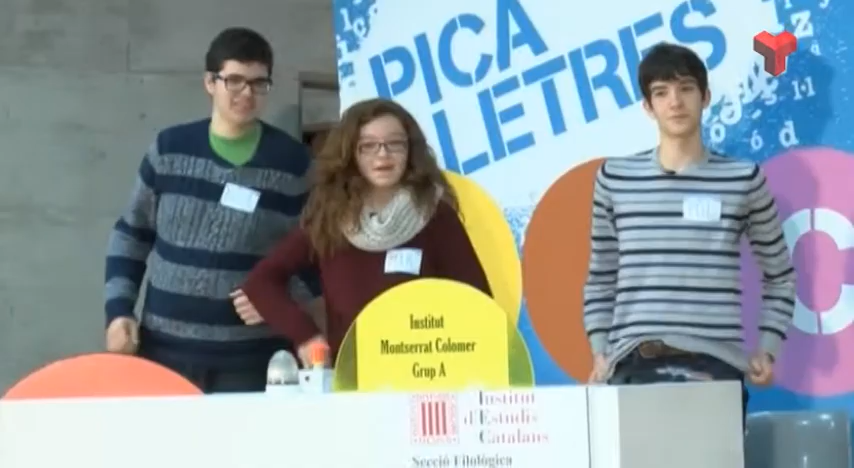 PICA
LLETRES
Institut
Montserrat Colomer
Grup A
Institut
d'Estudis
Catalans
Secció Filològica